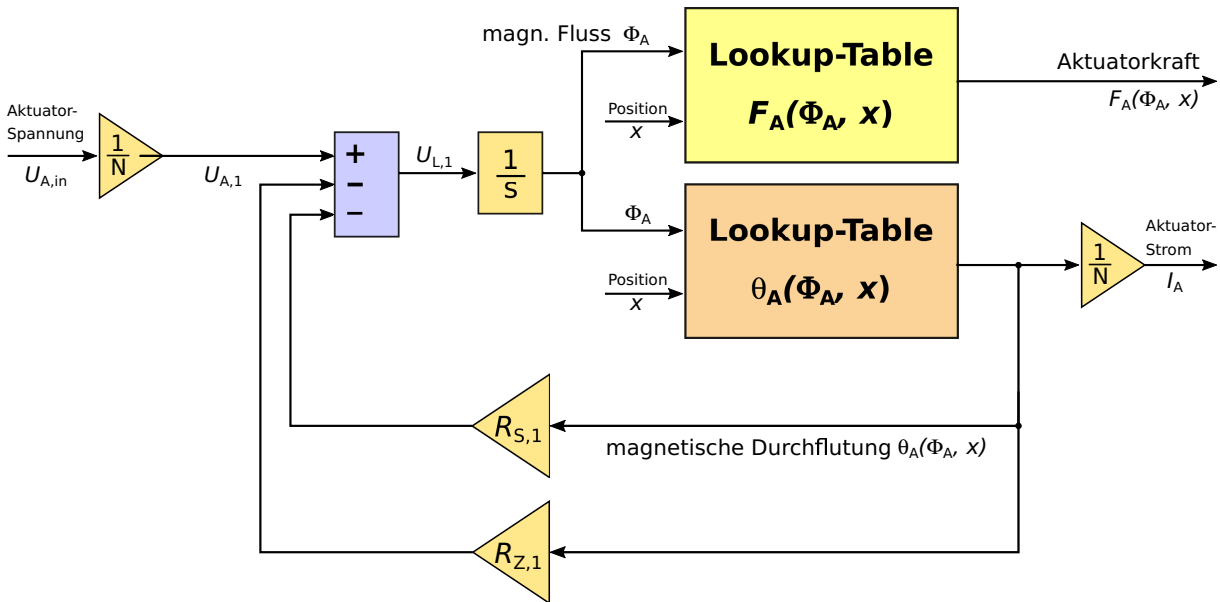 magn. Fluss Φ_A
Lookup-Table
F_A(Φ_A, x)
Position
x
Aktuatorkraft
F_A(Φ_A, x)
Aktuator-
Spannung
U_A,in
1
N
U_A,1
+
−
−
U_L,1
1
s
Φ_A
Lookup-Table
θ_A(Φ_A, x)
Position
x
1
N
Aktuator-
Strom
I_A
R_S,1
magnetische Durchflutung θ_A(Φ_A, x)
R_Z,1